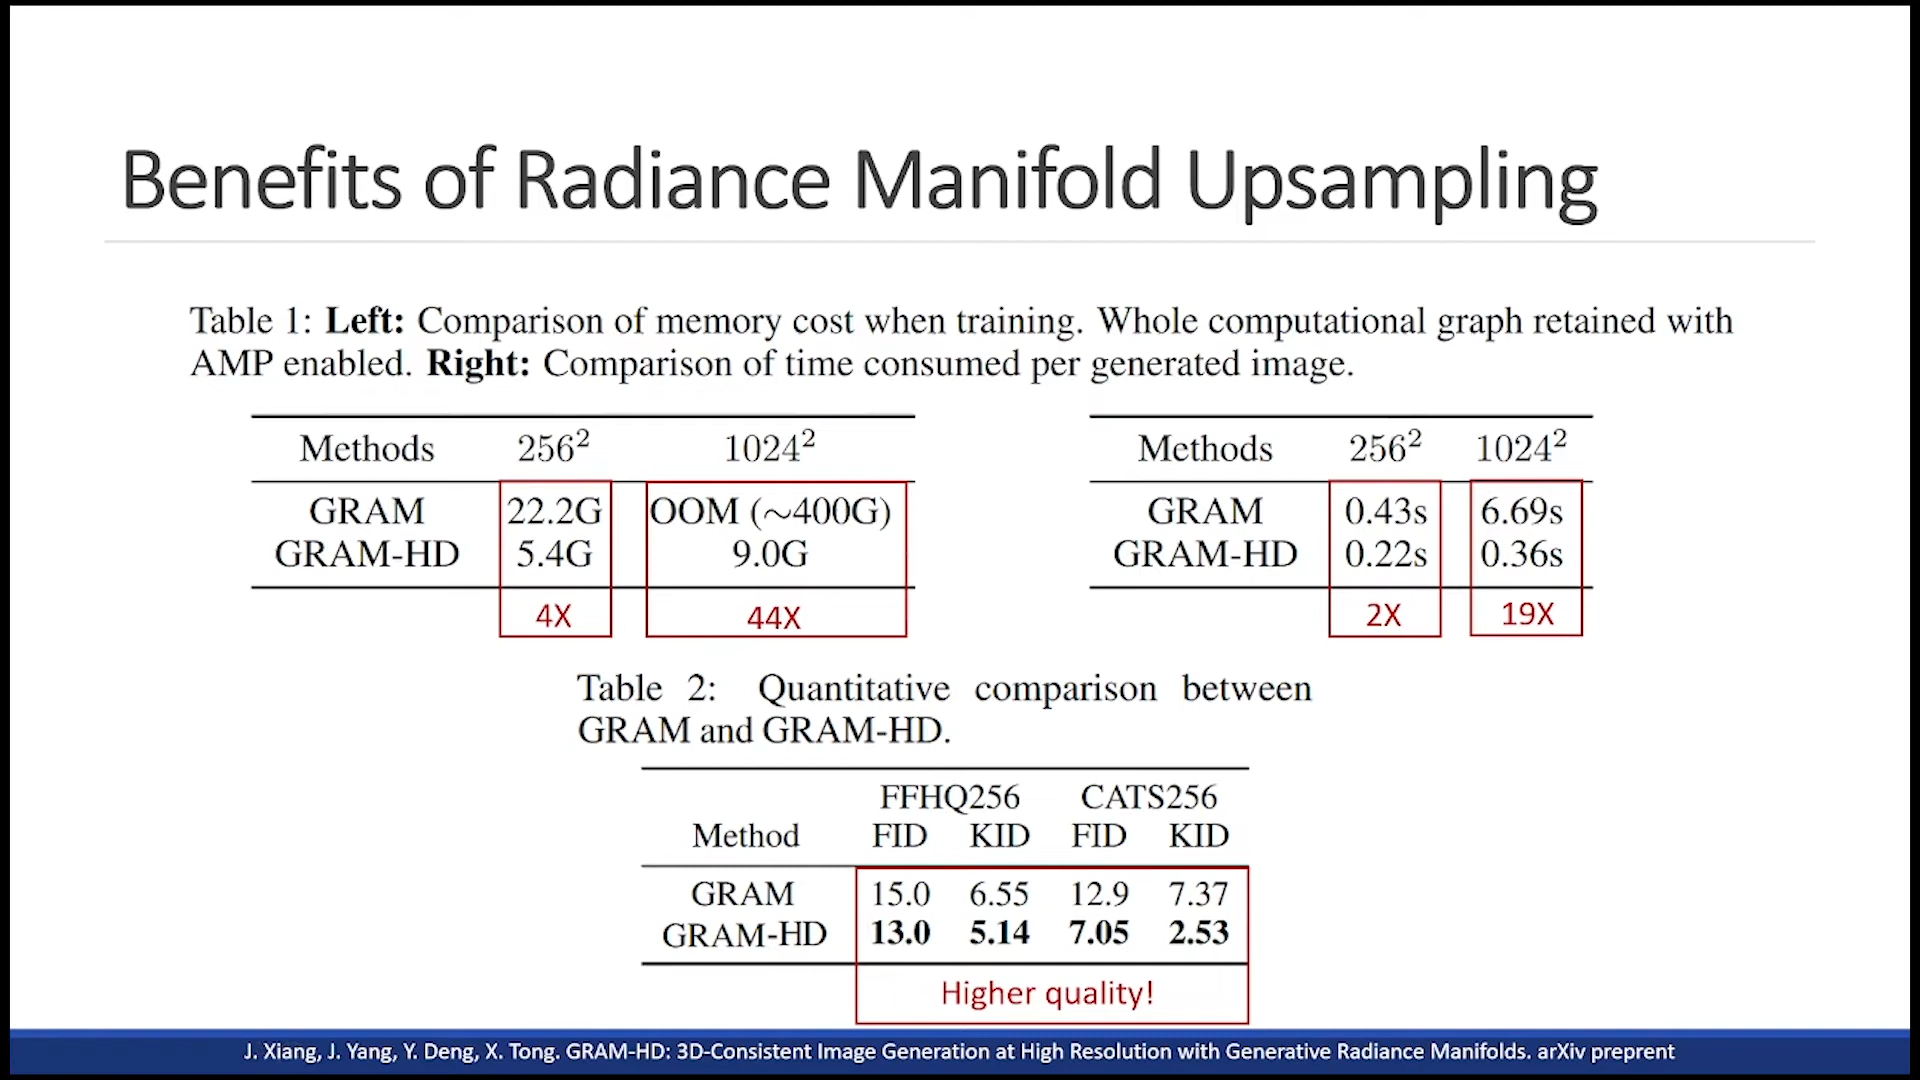 Benefits of Radiance Manifold Upsampling
Table 1: Left: Comparison of memory cost when training. Whole computational graph retained with
AMP enabled. Right: Comparison of time consumed per generated image.
Methods 256² 1024²
GRAM 22.2G OOM (~400G)
GRAM-HD 5.4G 9.0G
4X 44X
Methods 256² 1024²
GRAM 0.43s 6.69s
GRAM-HD 0.22s 0.36s
2X 19X
Table 2: Quantitative comparison between
GRAM and GRAM-HD.
FFHQ256 CATS256
Method FID KID FID KID
GRAM 15.0 6.55 12.9 7.37
GRAM-HD 13.0 5.14 7.05 2.53
Higher quality!
J. Xiang, J. Yang, Y. Deng, X. Tong. GRAM-HD: 3D-Consistent Image Generation at High Resolution with Generative Radiance Manifolds. arXiv preprent